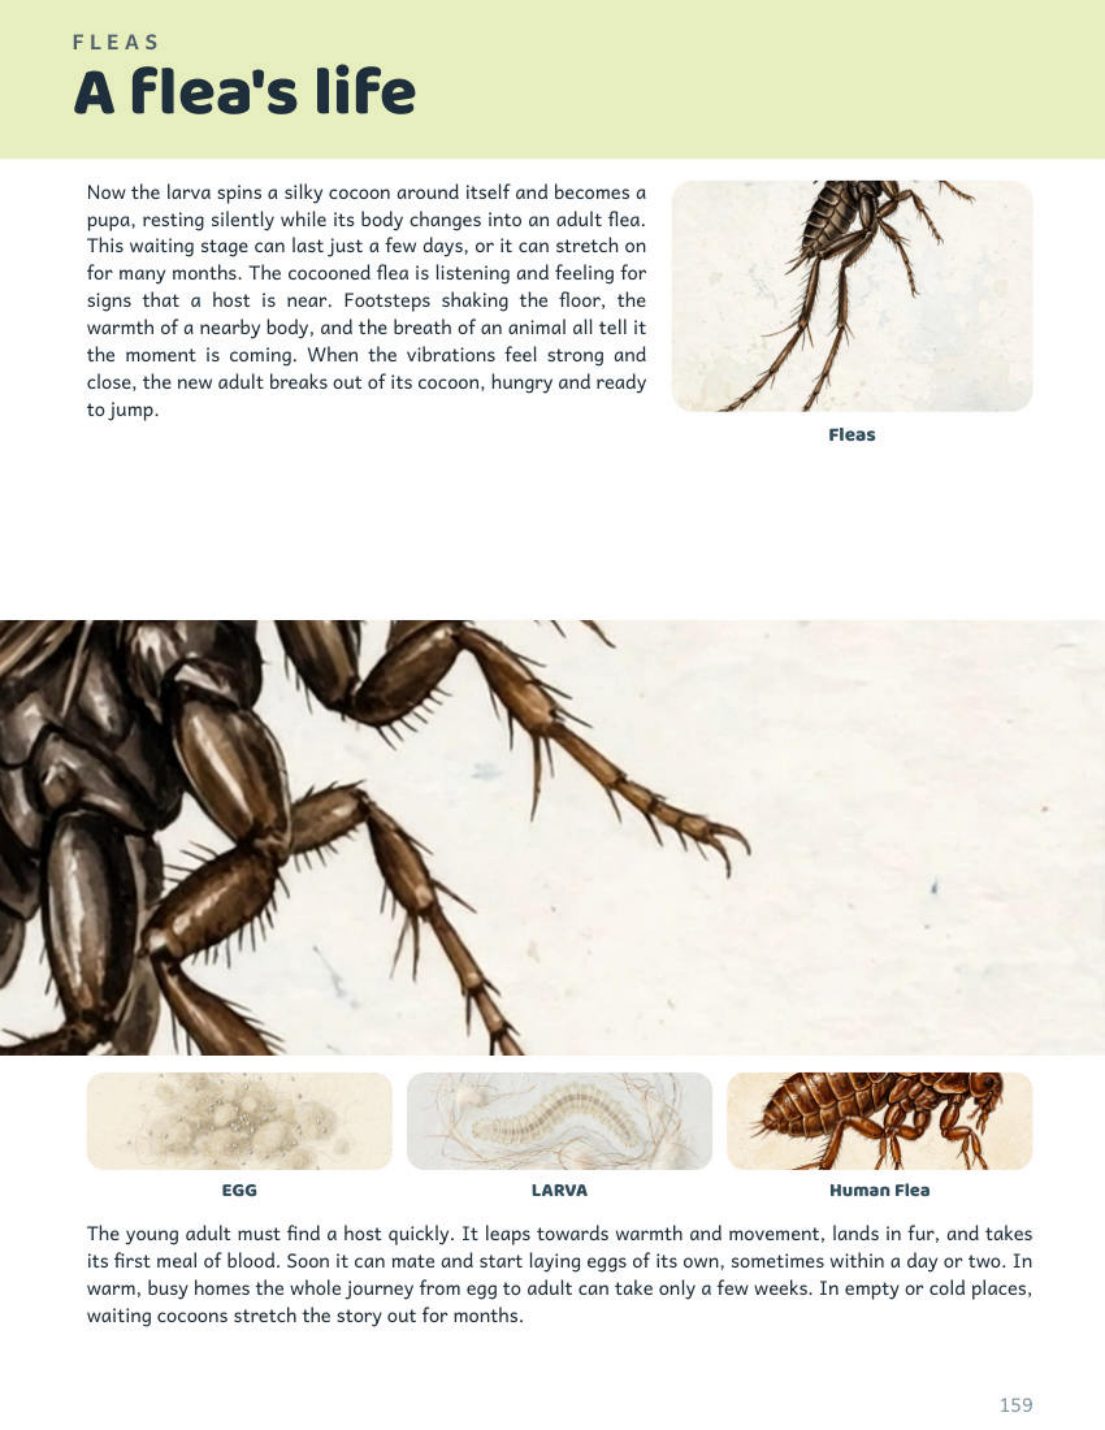 FLEAS
A flea's life
Now the larva spins a silky cocoon around itself and becomes a
pupa, resting silently while its body changes into an adult flea.
This waiting stage can last just a few days, or it can stretch on
for many months. The cocooned flea is listening and feeling for
signs that a host is near. Footsteps shaking the floor, the
warmth of a nearby body, and the breath of an animal all tell it
the moment is coming. When the vibrations feel strong and
close, the new adult breaks out of its cocoon, hungry and ready
to jump.
Fleas
EGG
LARVA
Human Flea
The young adult must find a host quickly. It leaps towards warmth and movement, lands in fur, and takes
its first meal of blood. Soon it can mate and start laying eggs of its own, sometimes within a day or two. In
warm, busy homes the whole journey from egg to adult can take only a few weeks. In empty or cold places,
waiting cocoons stretch the story out for months.
159